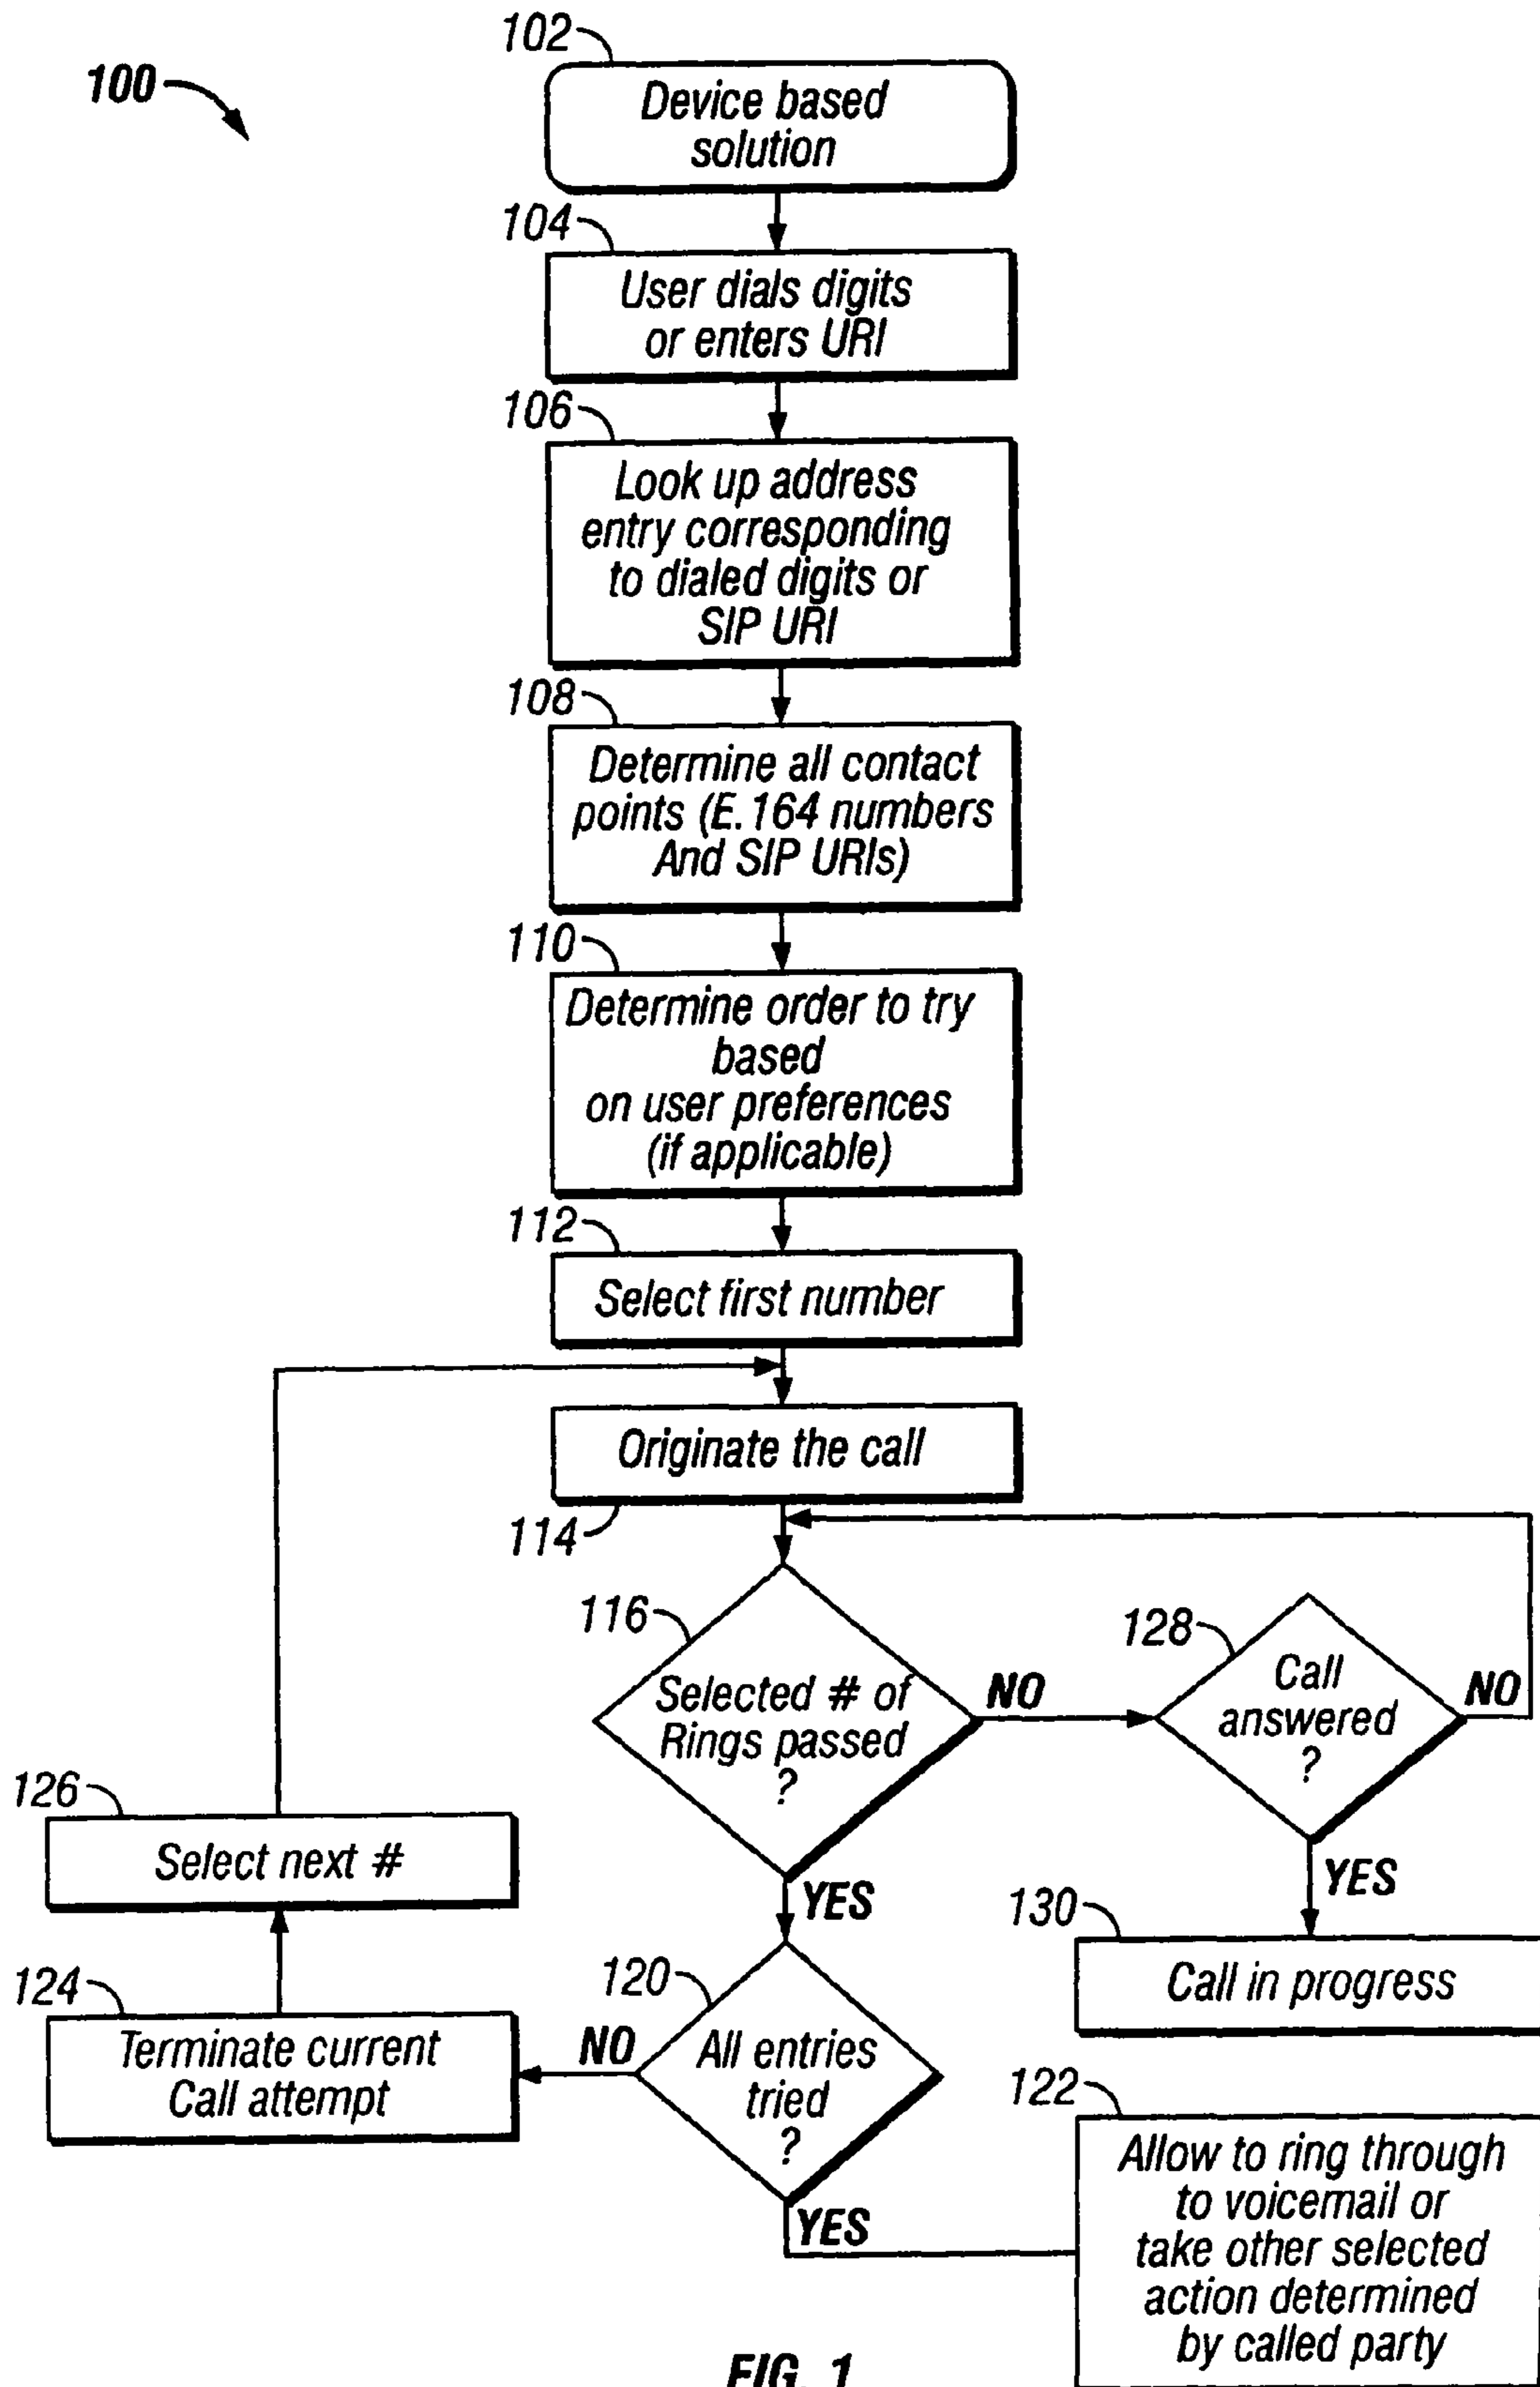 100
102
Device based
solution
104
User dials digits
or enters URI
106
Look up address
entry corresponding
to dialed digits or
SIP URI
108
Determine all contact
points (E.164 numbers
And SIP URIs)
110
Determine order to try
based
on user preferences
(if applicable)
112
Select first number
Originate the call
114
116
Selected # of
Rings passed
?
NO
128
Call
answered
?
NO
YES
YES
126
Select next #
130
Call in progress
124
Terminate current
Call attempt
NO
120
All entries
tried
?
YES
122
Allow to ring through
to voicemail or
take other selected
action determined
by called party
FIG. 1